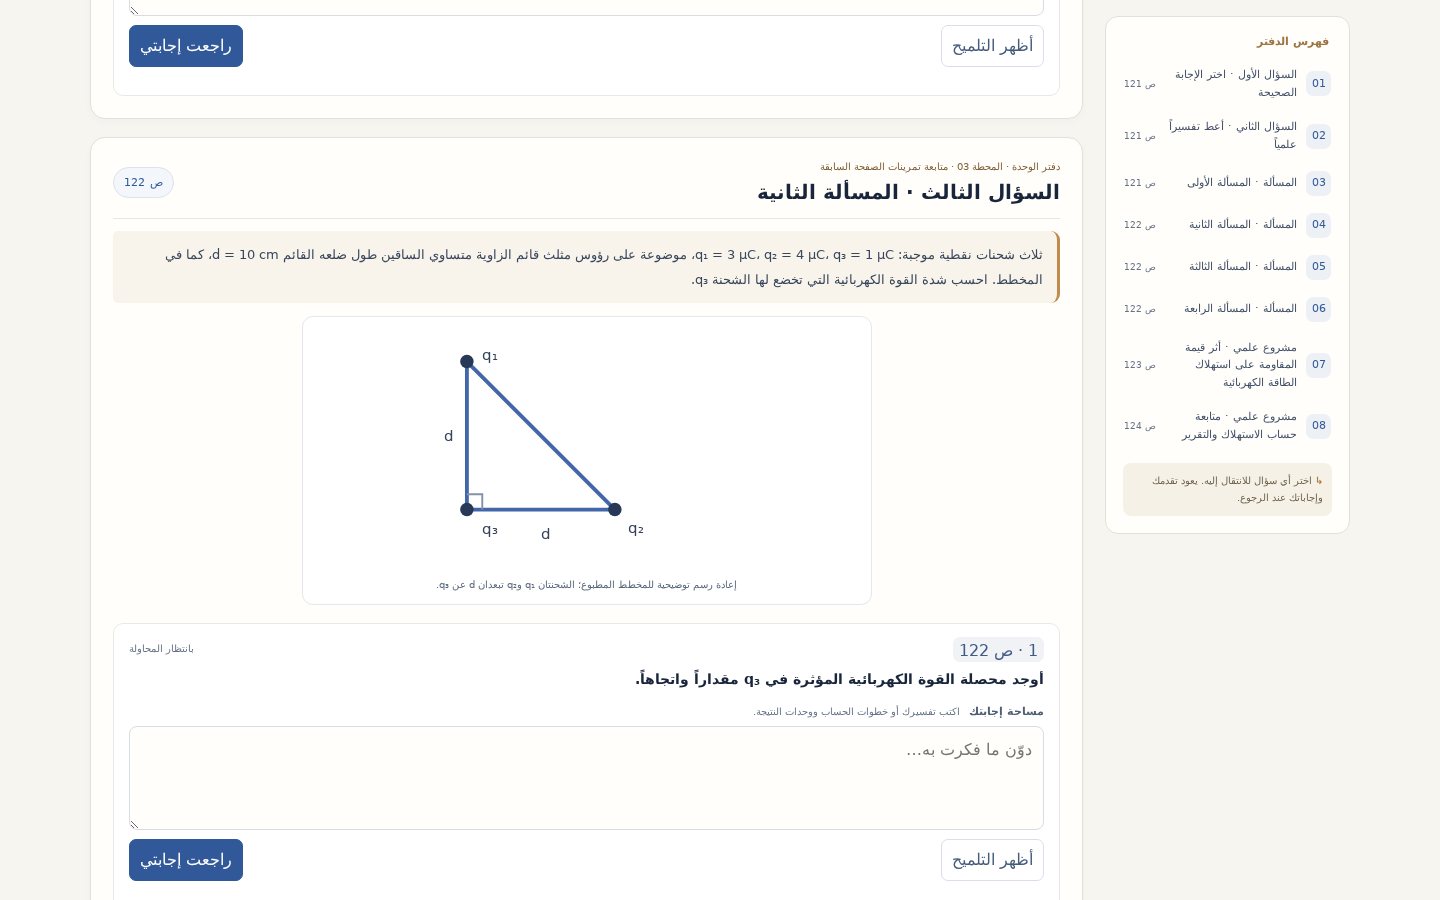 راجعت إجابتي
أظهر التلميح
دفتر الوحدة · المحطة 03 · متابعة تمرينات الصفحة السابقة
السؤال الثالث · المسألة الثانية
ص 122
ثلاث شحنات نقطية موجبة: q₁ = 3 μC، q₂ = 4 μC، q₃ = 1 μC، موضوعة على رؤوس مثلث قائم الزاوية متساوي الساقين طول ضلعه القائم d = 10 cm، كما في
المخطط. احسب شدة القوة الكهربائية التي تخضع لها الشحنة q₃.
q₁
d
q₃
d
q₂
إعادة رسم توضيحية للمخطط المطبوع؛ الشحنتان q₁ وq₂ تبعدان d عن q₃.
1 · ص 122
بانتظار المحاولة
أوجد محصلة القوة الكهربائية المؤثرة في q₃ مقداراً واتجاهاً.
مساحة إجابتك اكتب تفسيرك أو خطوات الحساب ووحدات النتيجة.
دوّن ما فكرت به...
أظهر التلميح
راجعت إجابتي
فهرس الدفتر
01 السؤال الأول · اختر الإجابة ص 121
الصحيحة
02 السؤال الثاني · أعط تفسيراً ص 121
علمياً
03 المسألة · المسألة الأولى ص 121
04 المسألة · المسألة الثانية ص 122
05 المسألة · المسألة الثالثة ص 122
06 المسألة · المسألة الرابعة ص 122
07 مشروع علمي · أثر قيمة ص 123
المقاومة على استهلاك
الطاقة الكهربائية
08 مشروع علمي · متابعة ص 124
حساب الاستهلاك والتقرير
↳ اختر أي سؤال للانتقال إليه. يعود تقدمك
وإجاباتك عند الرجوع.